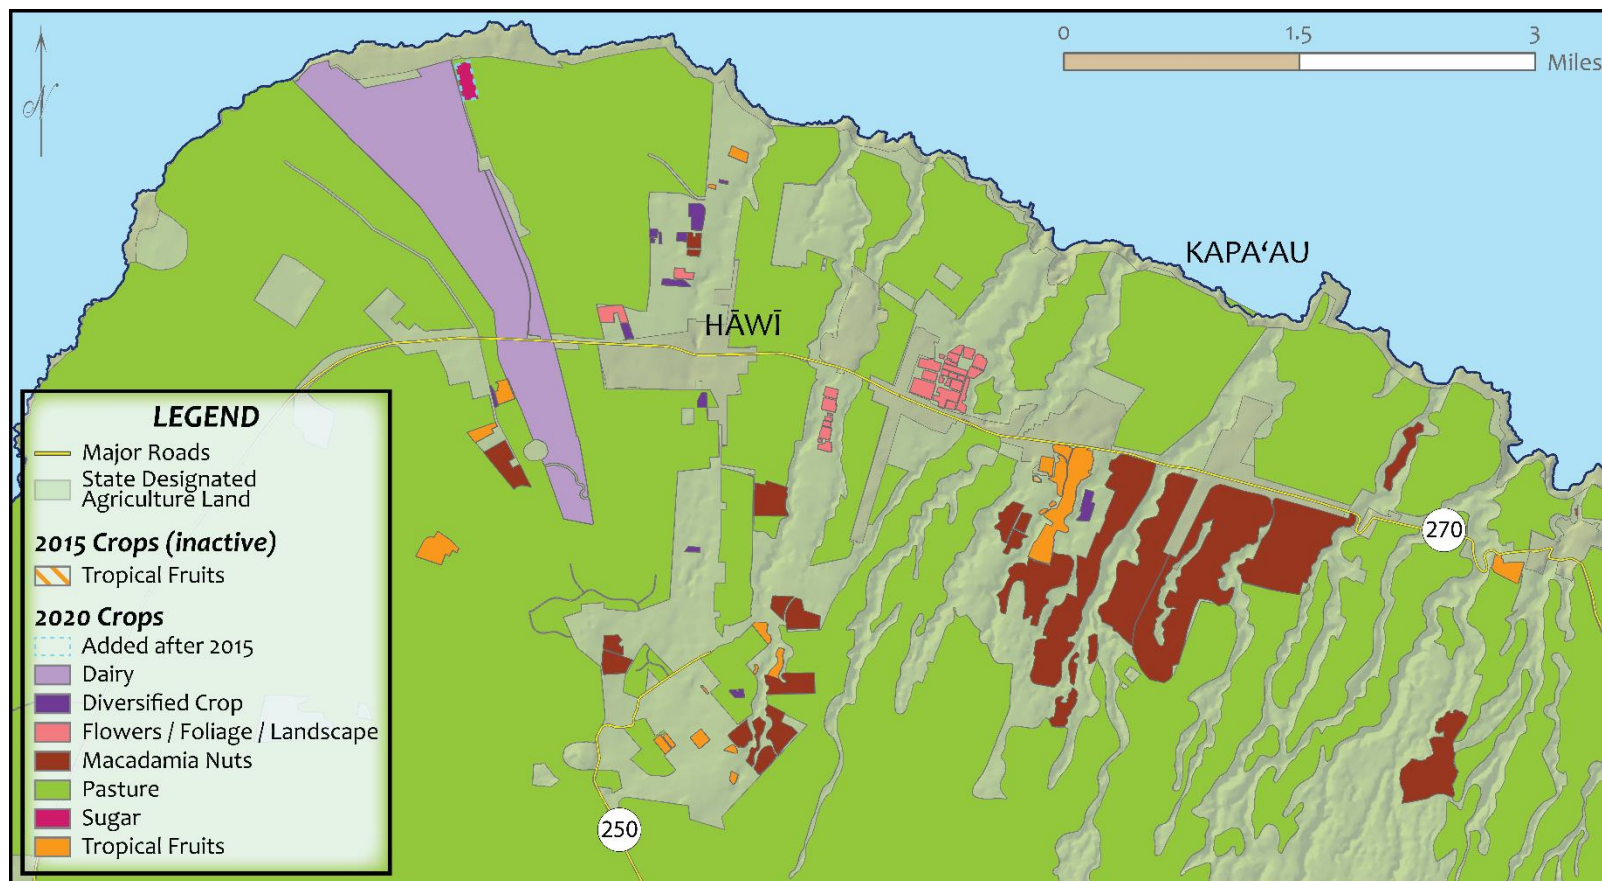 N
0 1.5 3
Miles
KAPAʻAU
HĀWĪ
270
250
LEGEND
Major Roads
State Designated
Agriculture Land
2015 Crops (inactive)
Tropical Fruits
2020 Crops
Added after 2015
Dairy
Diversified Crop
Flowers / Foliage / Landscape
Macadamia Nuts
Pasture
Sugar
Tropical Fruits